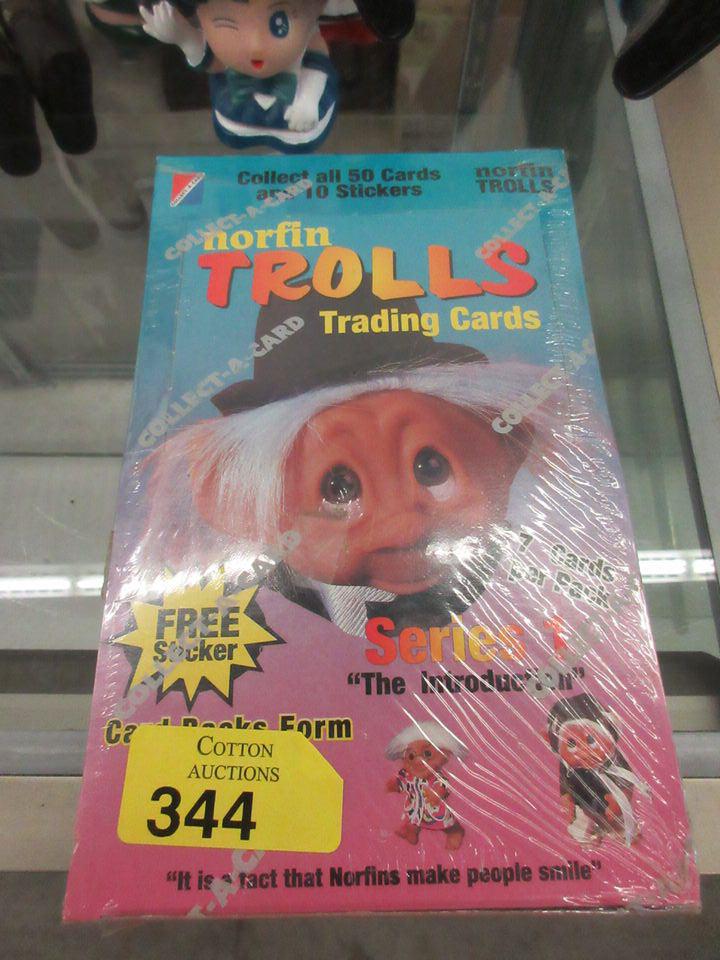 Collect all 50 Cards
and 10 Stickers
norfin
TROLLS
norfin
TROLLS
Trading Cards
COLLECT-A-CARD
COLLECT-A-CARD
COLLECT-A-CARD
7 Cards
per Pack
FREE
Sticker
Series 1
"The Introduction"
Card Backs Form
COTTON
AUCTIONS
344
"It is a fact that Norfins make people smile"